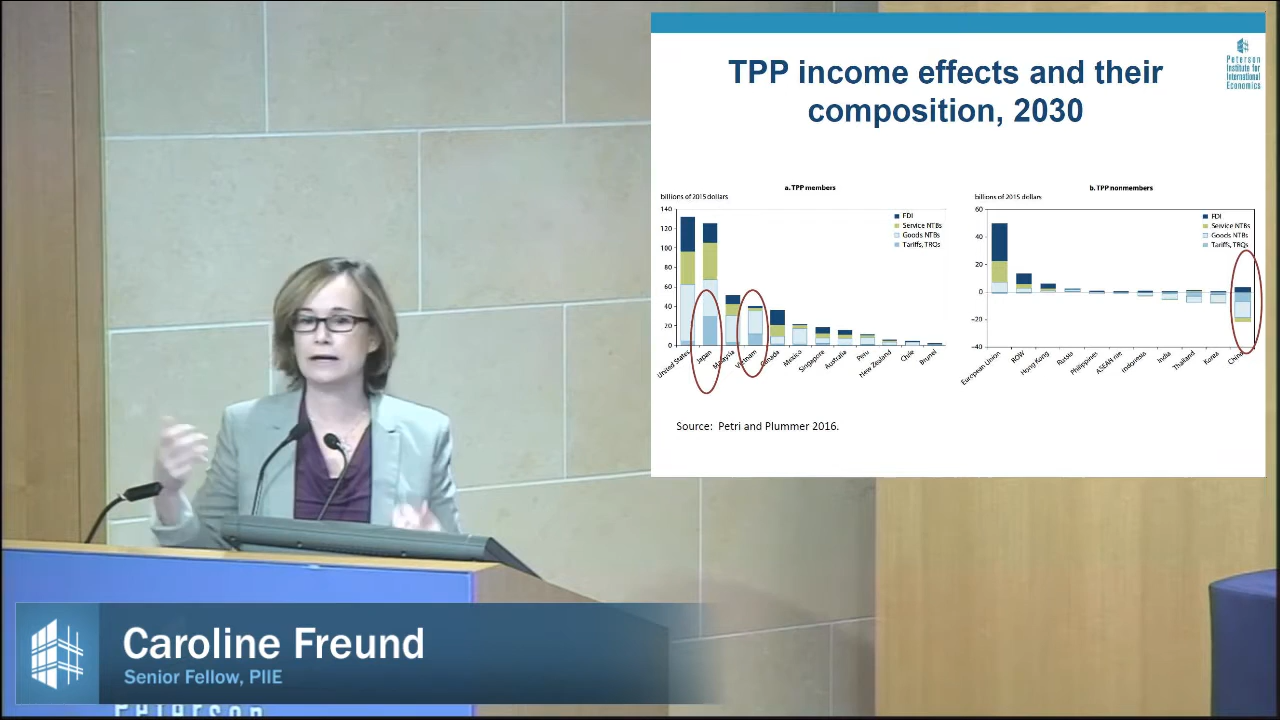 TPP income effects and their
composition, 2030
Peterson
Institute for
International
Economics
a. TPP members
billions of 2015 dollars
140
120
100
80
60
40
20
0
FDI
Service NTBs
Goods NTBs
Tariffs, TRQs
United States
Japan
Malaysia
Vietnam
Canada
Mexico
Singapore
Australia
Peru
New Zealand
Chile
Brunei
b. TPP nonmembers
billions of 2015 dollars
60
40
20
0
−20
−40
FDI
Service NTBs
Goods NTBs
Tariffs, TRQs
European Union
ROW
Hong Kong
Russia
Philippines
ASEAN nie
Indonesia
India
Thailand
Korea
China
Source: Petri and Plummer 2016.
Caroline Freund
Senior Fellow, PIIE
Peterson